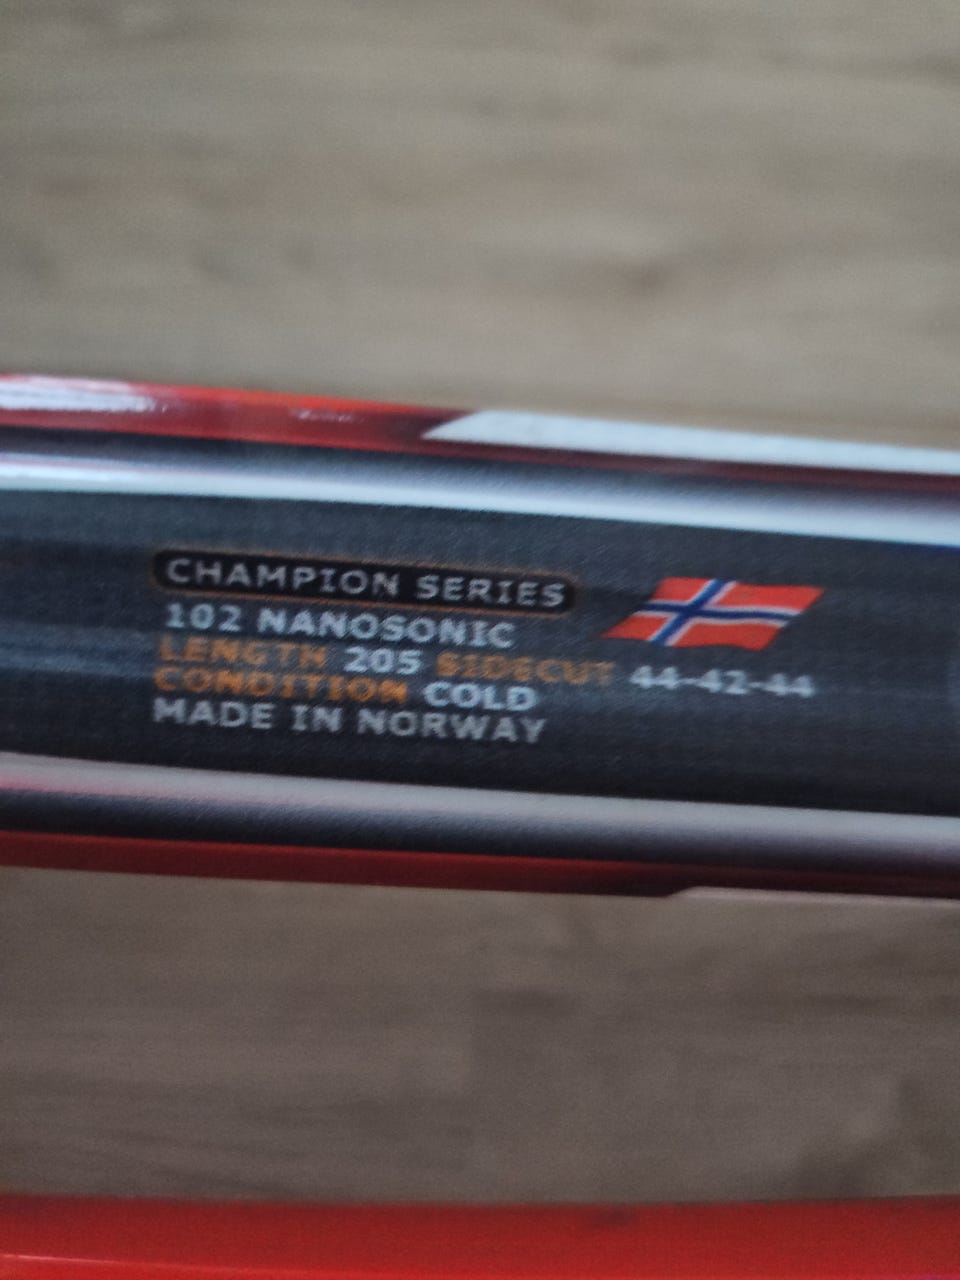 CHAMPION SERIES
102 NANOSONIC
LENGTH 205 SIDECUT 44-42-44
CONDITION COLD
MADE IN NORWAY